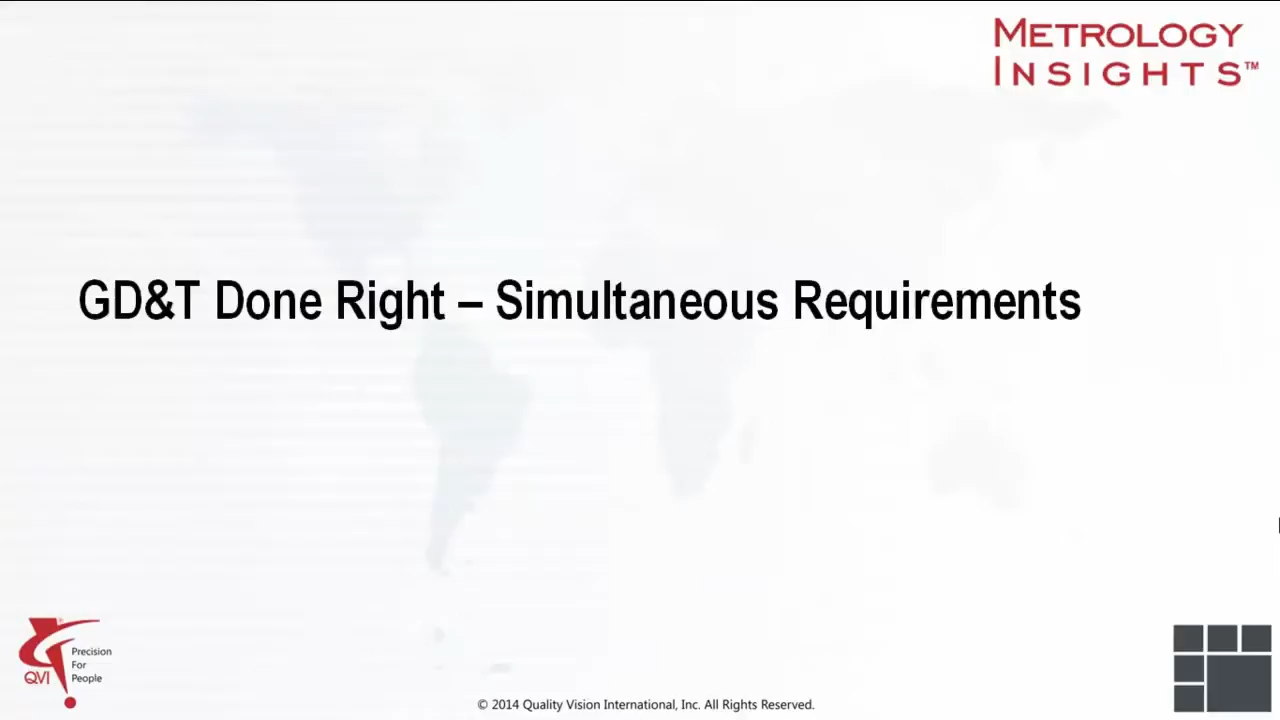 METROLOGY
INSIGHTS™
GD&T Done Right – Simultaneous Requirements
QVI
Precision
For
People
© 2014 Quality Vision International, Inc. All Rights Reserved.